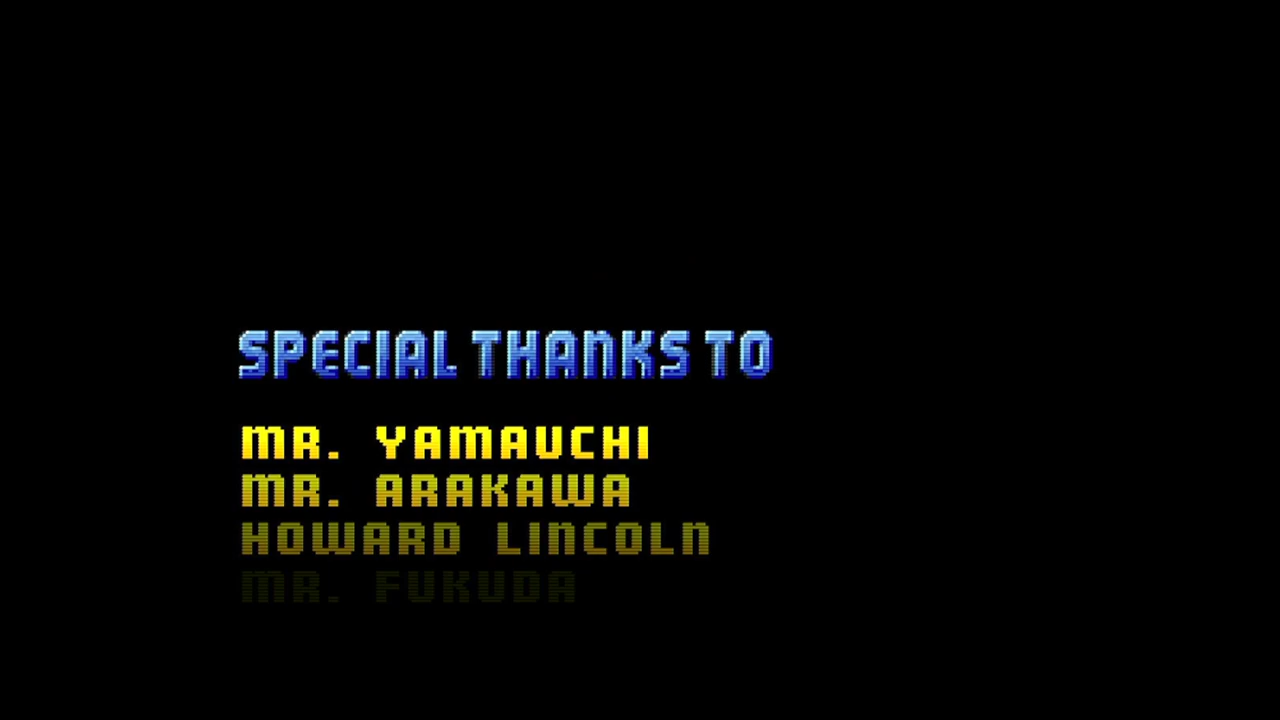 SPECIAL THANKS TO
MR. YAMAUCHI
MR. ARAKAWA
HOWARD LINCOLN
MR. FUKUDA